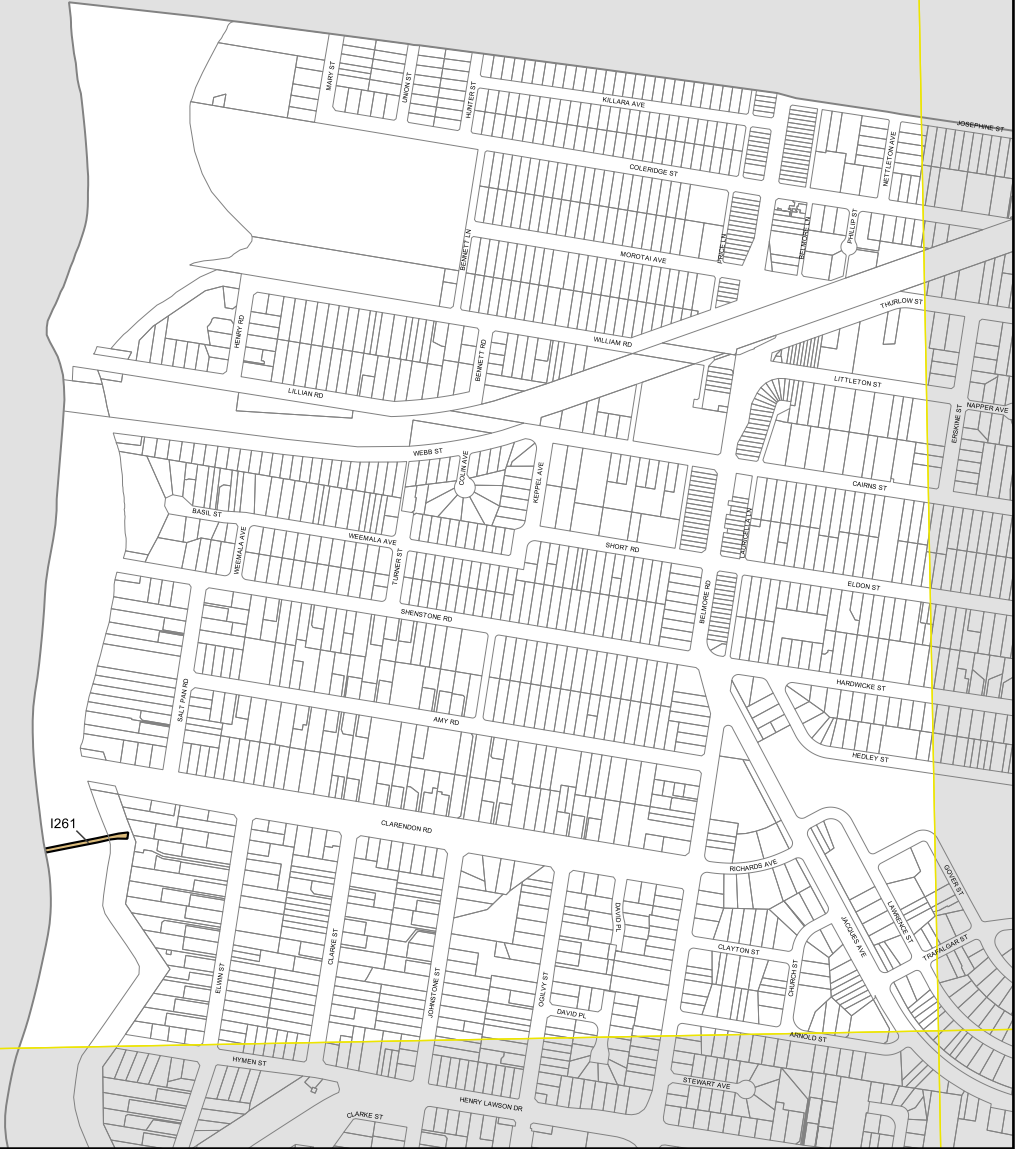 JOSEPHINE ST
MARY ST
UNION ST
HUNTER ST
KILLARA AVE
NETTLETON AVE
COLERIDGE ST
PHILLIP ST
BELMORE LN
PRICE LN
BENNETT LN
MOROTAI AVE
THURLOW ST
HENRY RD
WILLIAM RD
BENNETT RD
LITTLETON ST
LILLIAN RD
NAPPER AVE
ERSKINE ST
WEBB ST
COLIN AVE
KEPPEL AVE
CAIRNS ST
BASIL ST
WEEMALA AVE
LAURICELLA LN
WEEMALA AVE
SHORT RD
TURNER ST
ELDON ST
BELMORE RD
SHENSTONE RD
HARDWICKE ST
SALT PAN RD
AMY RD
HEDLEY ST
I261
CLARENDON RD
RICHARDS AVE
GOVER ST
DAVID PL
LAWRENCE ST
JACQUES AVE
CLARKE ST
CLAYTON ST
TRAFALGAR ST
ELWIN ST
JOHNSTONE ST
OGILVY ST
CHURCH ST
DAVID PL
ARNOLD ST
HYMEN ST
STEWART AVE
HENRY LAWSON DR
CLARKE ST